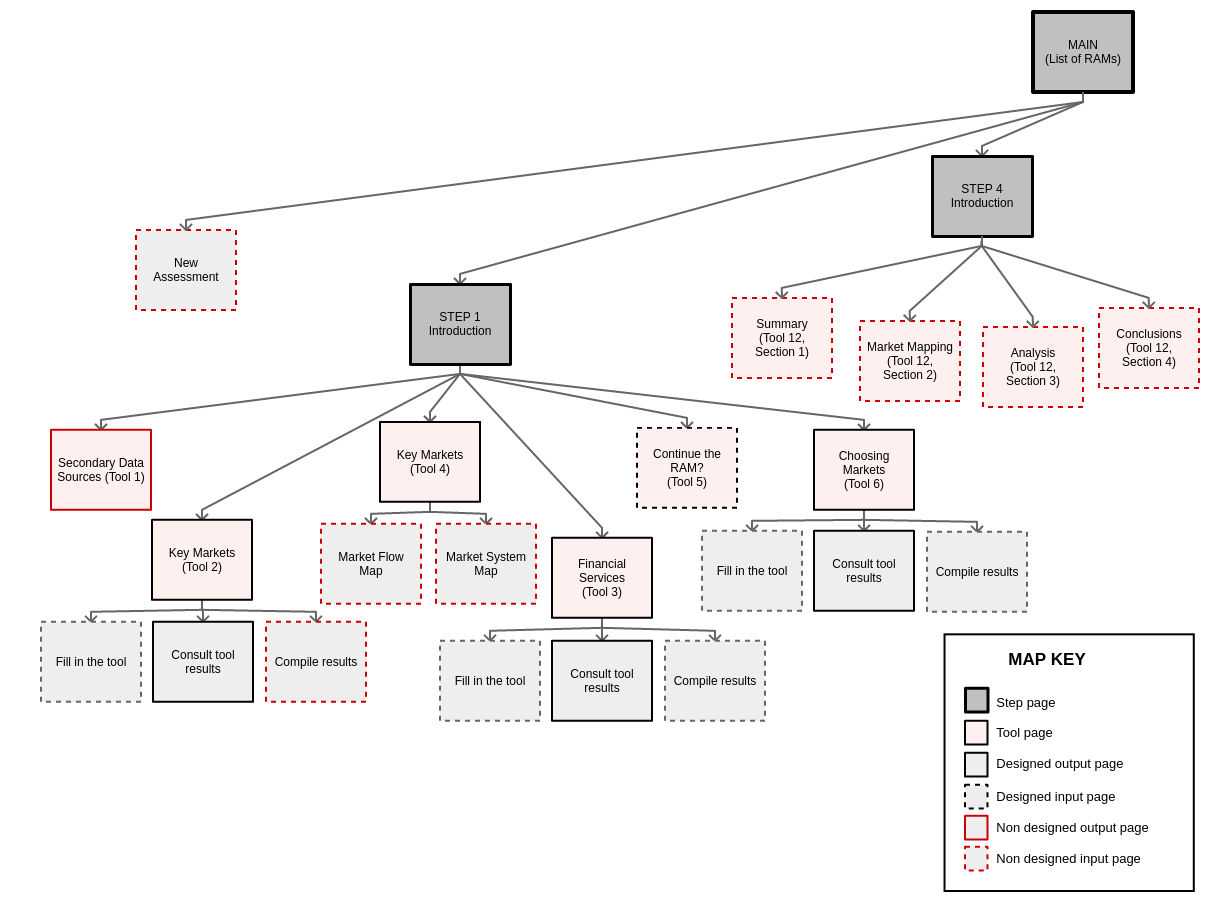 MAIN
(List of RAMs)
STEP 4
Introduction
New
Assessment
STEP 1
Introduction
Summary
(Tool 12,
Section 1)
Market Mapping
(Tool 12,
Section 2)
Analysis
(Tool 12,
Section 3)
Conclusions
(Tool 12,
Section 4)
Secondary Data
Sources (Tool 1)
Key Markets
(Tool 4)
Continue the
RAM?
(Tool 5)
Choosing
Markets
(Tool 6)
Key Markets
(Tool 2)
Market Flow
Map
Market System
Map
Financial
Services
(Tool 3)
Fill in the tool
Consult tool
results
Compile results
Fill in the tool
Consult tool
results
Compile results
Fill in the tool
Consult tool
results
Compile results
MAP KEY
Step page
Tool page
Designed output page
Designed input page
Non designed output page
Non designed input page